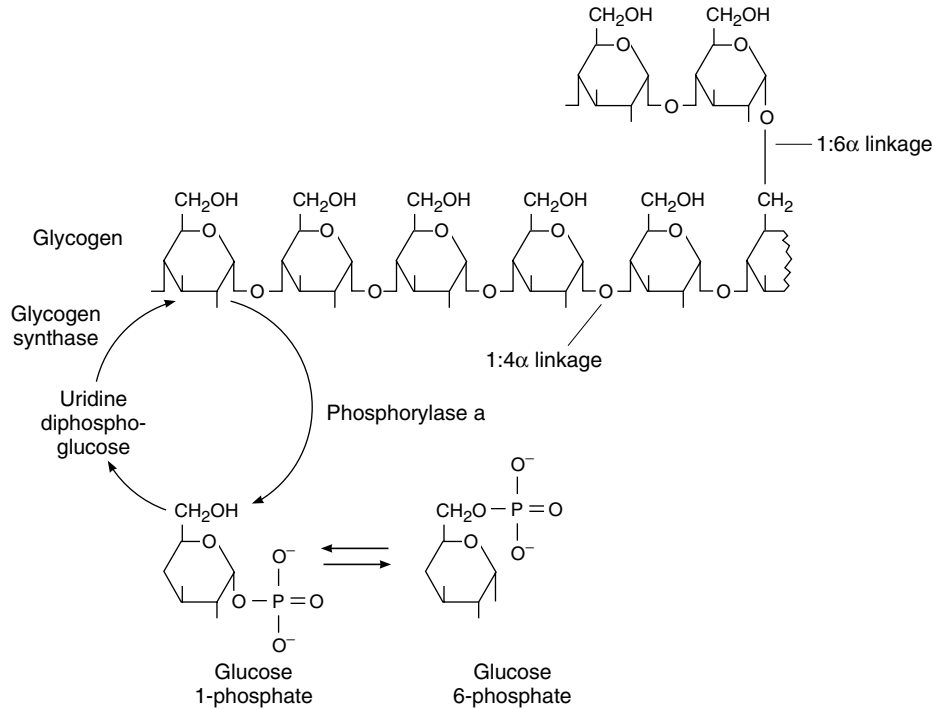 CH₂OH CH₂OH
O O
O O
1:6α linkage
CH₂OH CH₂OH CH₂OH CH₂OH CH₂OH CH₂
Glycogen
O O O O O
O O O O O
Glycogen
synthase
1:4α linkage
Uridine
diphospho-
glucose
Phosphorylase a
O⁻
CH₂OH
CH₂O P O
O⁻
O O
O⁻
O P O
O⁻
Glucose
1-phosphate
Glucose
6-phosphate